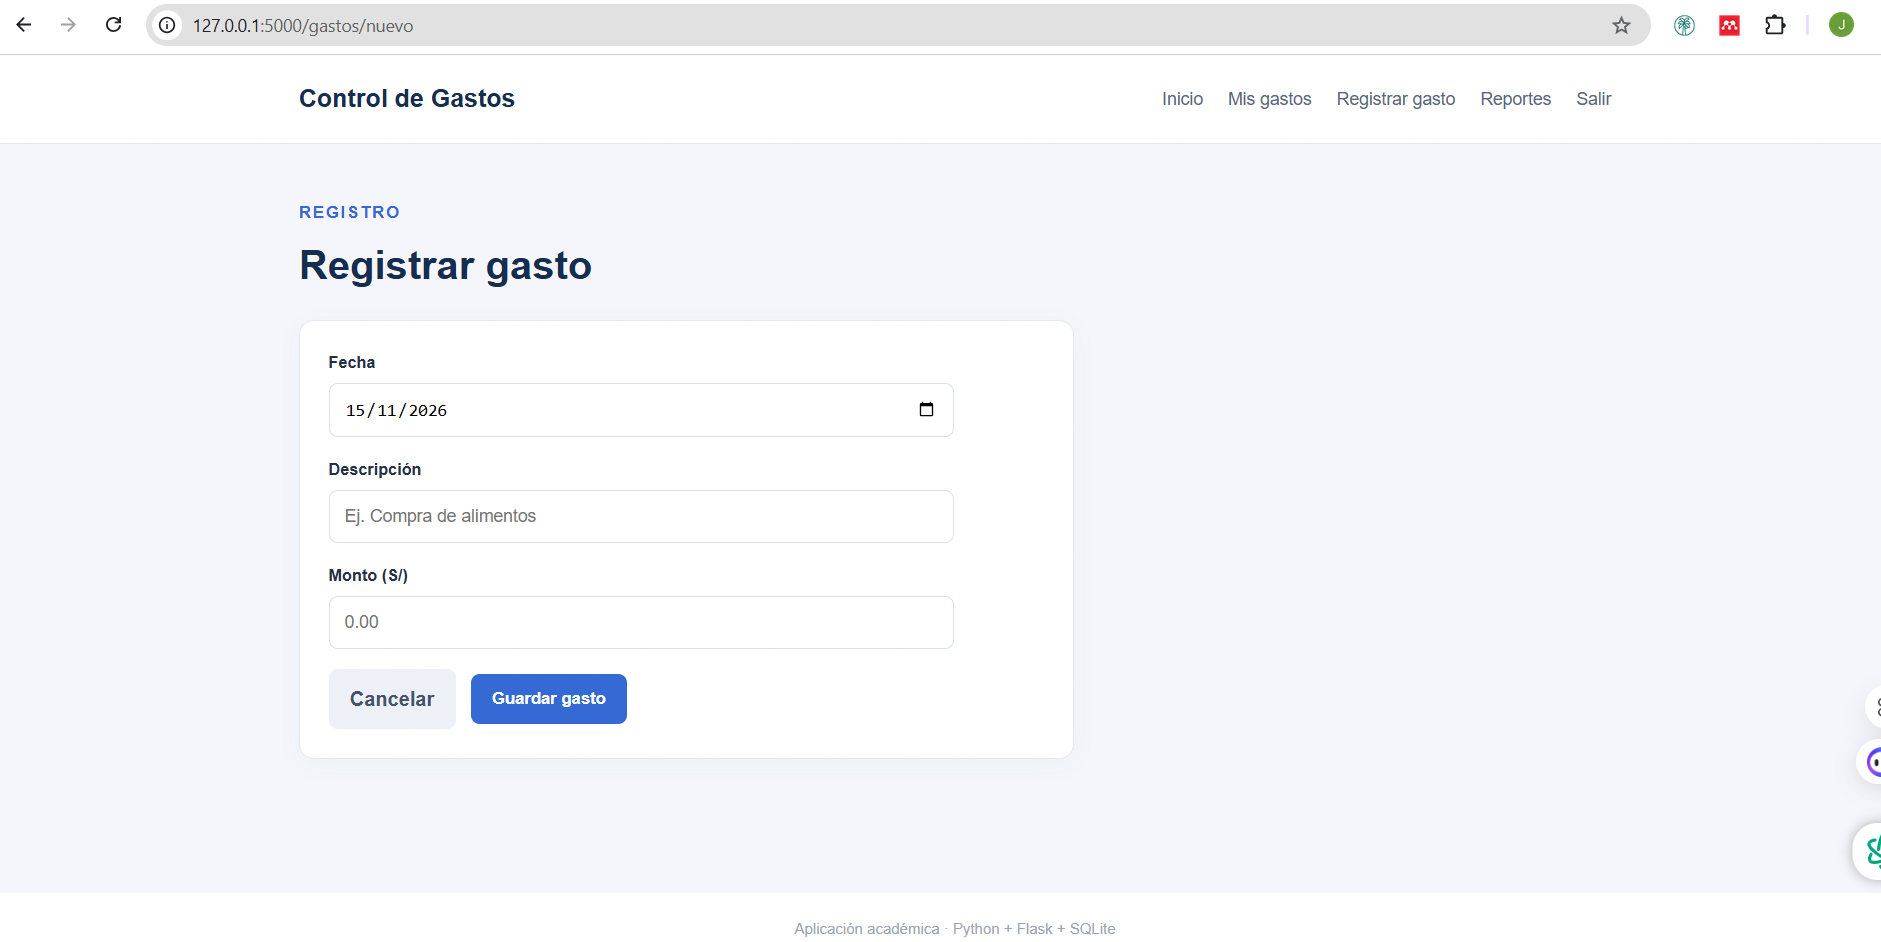 127.0.0.1:5000/gastos/nuevo
J
Control de Gastos
Inicio Mis gastos Registrar gasto Reportes Salir
REGISTRO
Registrar gasto
Fecha
15/11/2026
Descripción
Ej. Compra de alimentos
Monto (S/)
0.00
Cancelar Guardar gasto
Aplicación académica · Python + Flask + SQLite